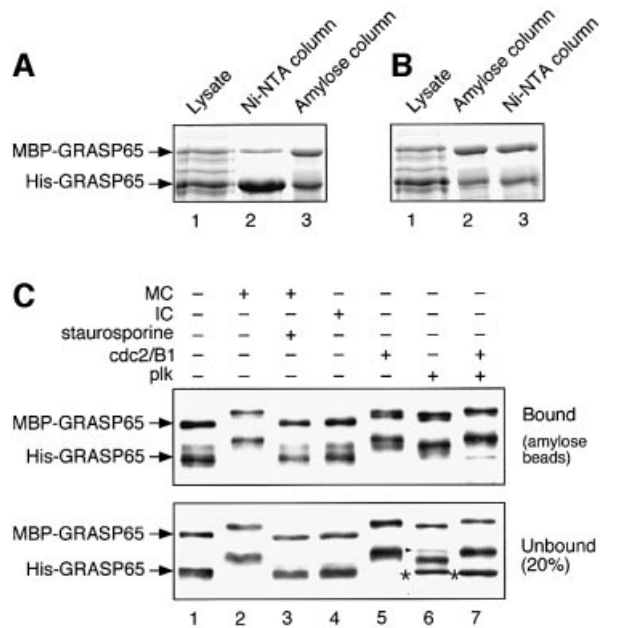 A
Lysate
Ni-NTA column
Amylose column
MBP-GRASP65
His-GRASP65
1 2 3
B
Lysate
Amylose column
Ni-NTA column
1 2 3
C
MC – + + – – – –
IC – – – + – – –
staurosporine – – + – – – –
cdc2/B1 – – – – + – +
plk – – – – – + +
MBP-GRASP65
His-GRASP65
Bound
(amylose
beads)
MBP-GRASP65
His-GRASP65
* *
Unbound
(20%)
1 2 3 4 5 6 7